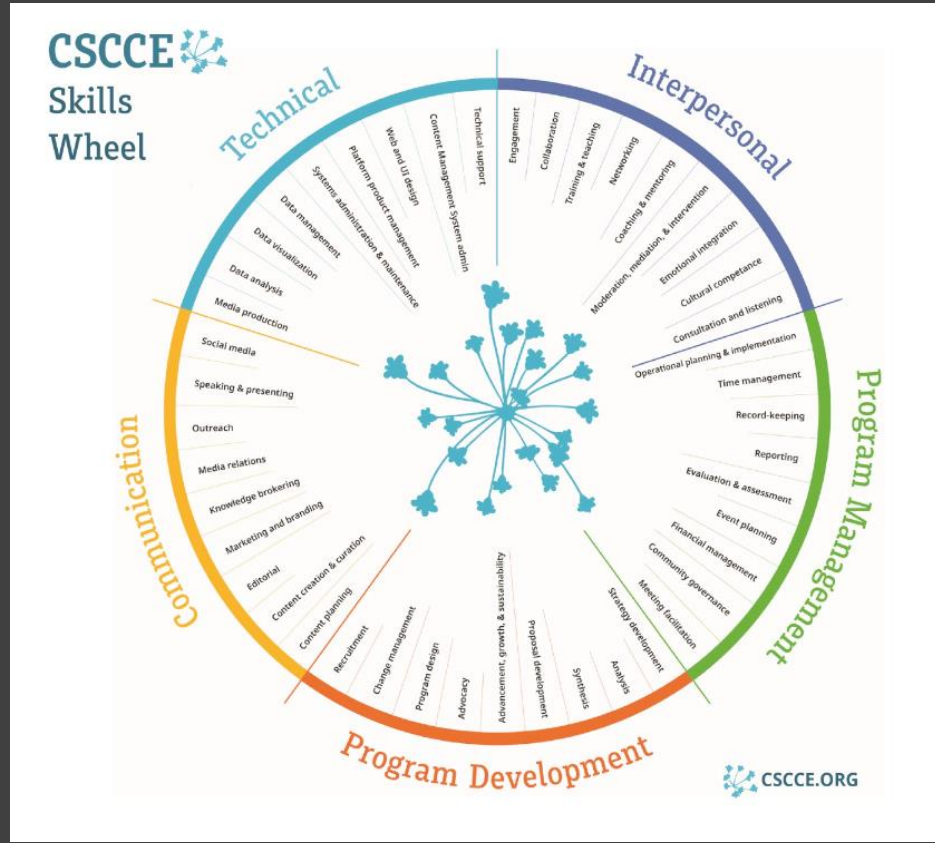 CSCCE
Skills
Wheel
Technical
Media production
Data analysis
Data visualization
Data management
Systems administration & maintenance
Platform product management
Web and UI design
Content Management System admin
Technical support
Interpersonal
Engagement
Collaboration
Training & teaching
Networking
Coaching & mentoring
Moderation, mediation, & intervention
Emotional integration
Cultural competance
Consultation and listening
Program Management
Operational planning & implementation
Time management
Record-keeping
Reporting
Evaluation & assessment
Event planning
Financial management
Community governance
Meeting facilitation
Program Development
Strategy development
Analysis
Synthesis
Proposal development
Advancement, growth, & sustainability
Advocacy
Program design
Change management
Recruitment
Communication
Content planning
Content creation & curation
Editorial
Marketing and branding
Knowledge brokering
Media relations
Outreach
Speaking & presenting
Social media
CSCCE.ORG